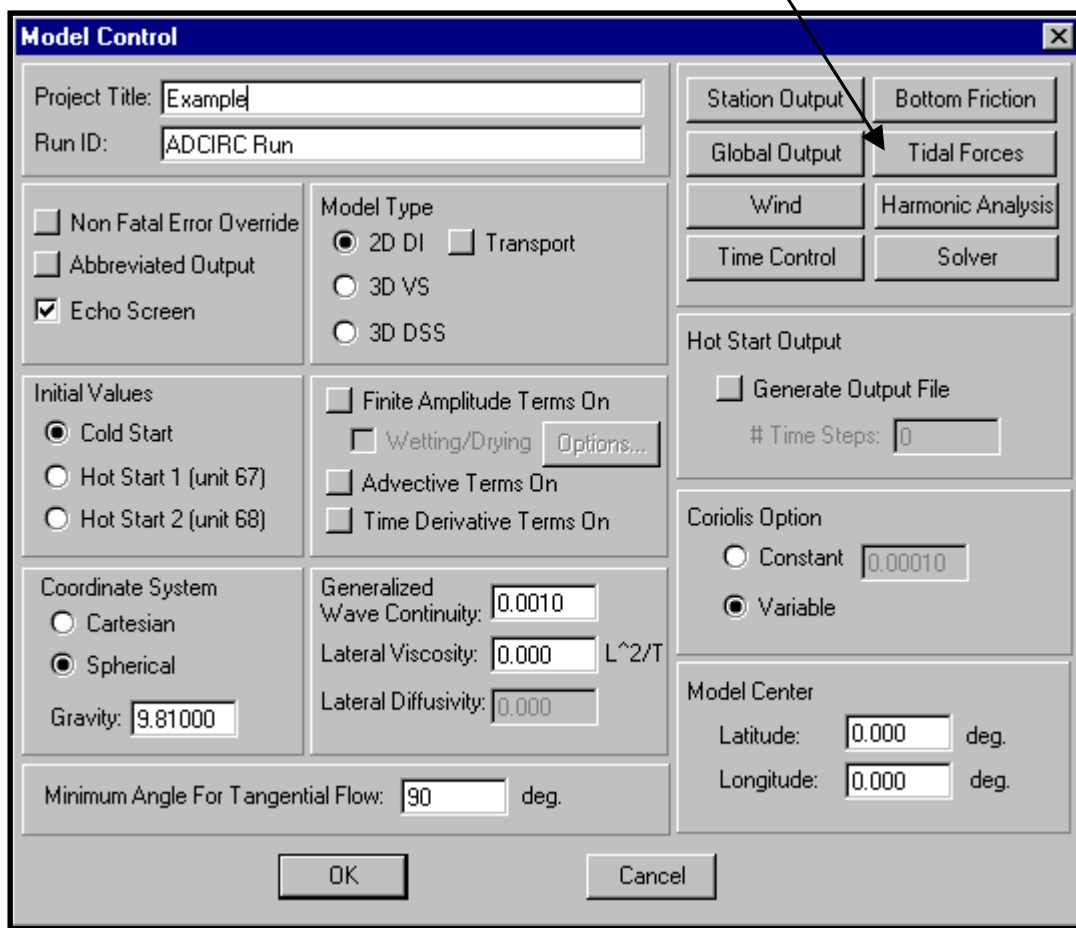 Model Control
Project Title: Example
Run ID: ADCIRC Run
Station Output
Bottom Friction
Global Output
Tidal Forces
Wind
Harmonic Analysis
Time Control
Solver
Non Fatal Error Override
Abbreviated Output
Echo Screen
Model Type
2D DI
Transport
3D VS
3D DSS
Hot Start Output
Generate Output File
# Time Steps: 0
Initial Values
Cold Start
Hot Start 1 (unit 67)
Hot Start 2 (unit 68)
Finite Amplitude Terms On
Wetting/Drying Options...
Advective Terms On
Time Derivative Terms On
Coriolis Option
Constant 0.00010
Variable
Coordinate System
Cartesian
Spherical
Gravity: 9.81000
Generalized
Wave Continuity: 0.0010
Lateral Viscosity: 0.000 L^2/T
Lateral Diffusivity: 0.000
Model Center
Latitude: 0.000 deg.
Longitude: 0.000 deg.
Minimum Angle For Tangential Flow: 90 deg.
OK
Cancel